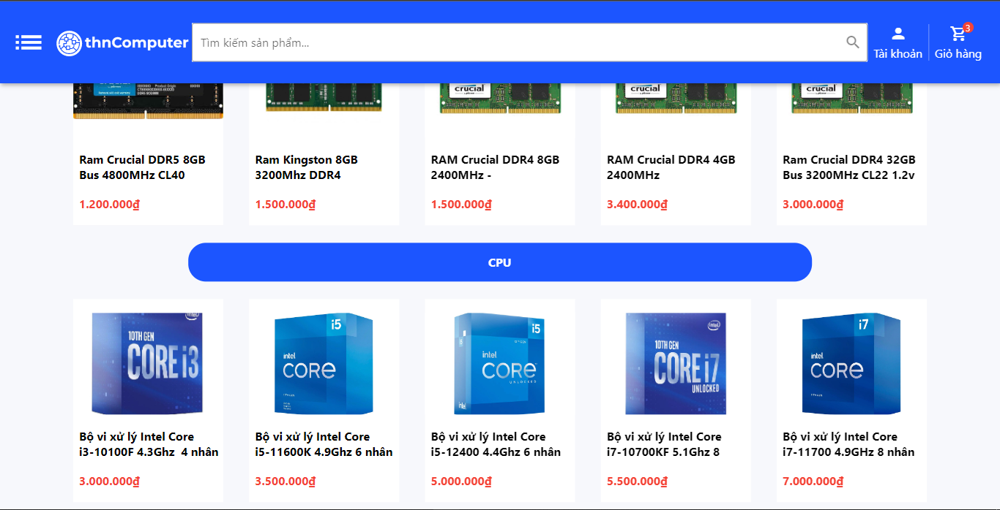 thnComputer
Tìm kiếm sản phẩm...
Tài khoản
3
Giỏ hàng
crucial
crucial
crucial
Ram Crucial DDR5 8GB
Bus 4800MHz CL40
1.200.000₫
Ram Kingston 8GB
3200Mhz DDR4
1.500.000₫
RAM Crucial DDR4 8GB
2400MHz -
1.500.000₫
RAM Crucial DDR4 4GB
2400MHz
3.400.000₫
Ram Crucial DDR4 32GB
Bus 3200MHz CL22 1.2v
3.000.000₫
CPU
intel
10TH GEN
CORE i3
i5
intel
CORE
i5
intel
CORE
UNLOCKED
intel
intel
10TH GEN
CORE i7
UNLOCKED
i7
intel
CORE
Bộ vi xử lý Intel Core
i3-10100F 4.3Ghz 4 nhân
3.000.000₫
Bộ vi xử lý Intel Core
i5-11600K 4.9Ghz 6 nhân
3.500.000₫
Bộ vi xử lý Intel Core
i5-12400 4.4Ghz 6 nhân
5.000.000₫
Bộ vi xử lý Intel Core
i7-10700KF 5.1Ghz 8
5.500.000₫
Bộ vi xử lý Intel Core
i7-11700 4.9GHz 8 nhân
7.000.000₫